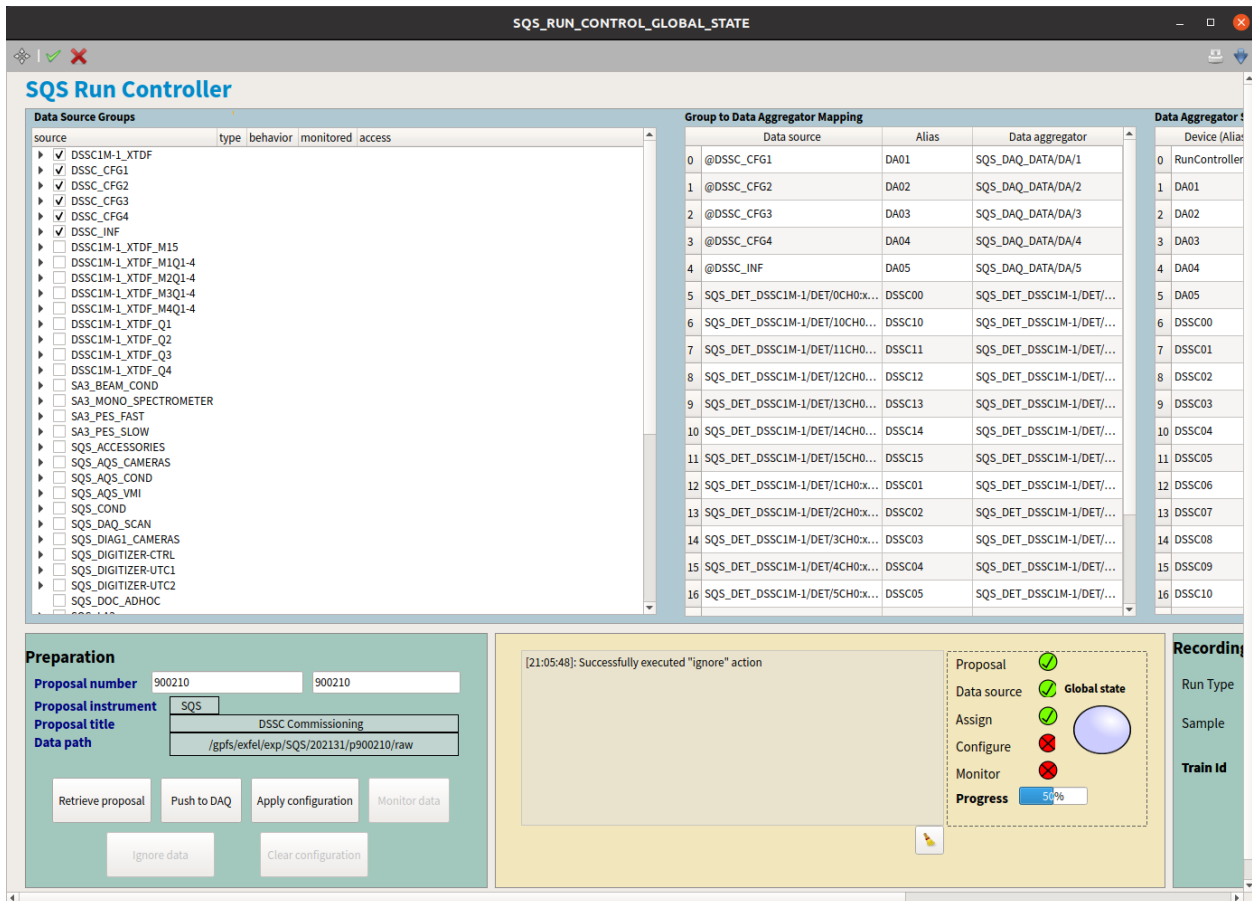 SQS_RUN_CONTROL_GLOBAL_STATE
SQS Run Controller
Data Source Groups
source type behavior monitored access
DSSC1M-1_XTDF
DSSC_CFG1
DSSC_CFG2
DSSC_CFG3
DSSC_CFG4
DSSC_INF
DSSC1M-1_XTDF_M15
DSSC1M-1_XTDF_M1Q1-4
DSSC1M-1_XTDF_M2Q1-4
DSSC1M-1_XTDF_M3Q1-4
DSSC1M-1_XTDF_M4Q1-4
DSSC1M-1_XTDF_Q1
DSSC1M-1_XTDF_Q2
DSSC1M-1_XTDF_Q3
DSSC1M-1_XTDF_Q4
SA3_BEAM_COND
SA3_MONO_SPECTROMETER
SA3_PES_FAST
SA3_PES_SLOW
SQS_ACCESSORIES
SQS_AQS_CAMERAS
SQS_AQS_COND
SQS_AQS_VMI
SQS_COND
SQS_DAQ_SCAN
SQS_DIAG1_CAMERAS
SQS_DIGITIZER-CTRL
SQS_DIGITIZER-UTC1
SQS_DIGITIZER-UTC2
SQS_DOC_ADHOC
Group to Data Aggregator Mapping
Data source Alias Data aggregator
0 @DSSC_CFG1 DA01 SQS_DAQ_DATA/DA/1
1 @DSSC_CFG2 DA02 SQS_DAQ_DATA/DA/2
2 @DSSC_CFG3 DA03 SQS_DAQ_DATA/DA/3
3 @DSSC_CFG4 DA04 SQS_DAQ_DATA/DA/4
4 @DSSC_INF DA05 SQS_DAQ_DATA/DA/5
5 SQS_DET_DSSC1M-1/DET/0CH0:x... DSSC00 SQS_DET_DSSC1M-1/DET/...
6 SQS_DET_DSSC1M-1/DET/10CH0... DSSC10 SQS_DET_DSSC1M-1/DET/...
7 SQS_DET_DSSC1M-1/DET/11CH0... DSSC11 SQS_DET_DSSC1M-1/DET/...
8 SQS_DET_DSSC1M-1/DET/12CH0... DSSC12 SQS_DET_DSSC1M-1/DET/...
9 SQS_DET_DSSC1M-1/DET/13CH0... DSSC13 SQS_DET_DSSC1M-1/DET/...
10 SQS_DET_DSSC1M-1/DET/14CH0... DSSC14 SQS_DET_DSSC1M-1/DET/...
11 SQS_DET_DSSC1M-1/DET/15CH0... DSSC15 SQS_DET_DSSC1M-1/DET/...
12 SQS_DET_DSSC1M-1/DET/1CH0:x... DSSC01 SQS_DET_DSSC1M-1/DET/...
13 SQS_DET_DSSC1M-1/DET/2CH0:x... DSSC02 SQS_DET_DSSC1M-1/DET/...
14 SQS_DET_DSSC1M-1/DET/3CH0:x... DSSC03 SQS_DET_DSSC1M-1/DET/...
15 SQS_DET_DSSC1M-1/DET/4CH0:x... DSSC04 SQS_DET_DSSC1M-1/DET/...
16 SQS_DET_DSSC1M-1/DET/5CH0:x... DSSC05 SQS_DET_DSSC1M-1/DET/...
Data Aggregator
Device (Alias
0 RunController
1 DA01
2 DA02
3 DA03
4 DA04
5 DA05
6 DSSC00
7 DSSC01
8 DSSC02
9 DSSC03
10 DSSC04
11 DSSC05
12 DSSC06
13 DSSC07
14 DSSC08
15 DSSC09
16 DSSC10
Preparation
Proposal number 900210 900210
Proposal instrument SQS
Proposal title DSSC Commissioning
Data path /gpfs/exfel/exp/SQS/202131/p900210/raw
Retrieve proposal Push to DAQ Apply configuration Monitor data
Ignore data Clear configuration
[21:05:48]: Successfully executed "ignore" action
Proposal
Data source Global state
Assign
Configure
Monitor
Progress 50%
Recording
Run Type
Sample
Train Id